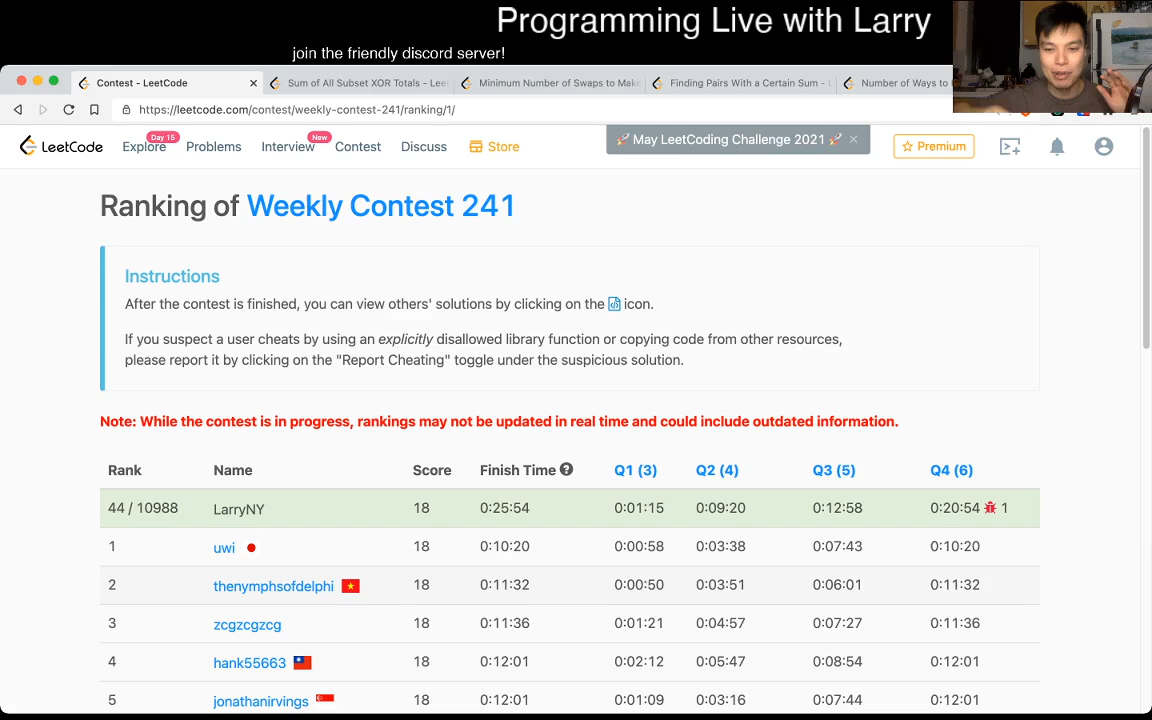 Programming Live with Larry
join the friendly discord server!
Contest - LeetCode
Sum of All Subset XOR Totals - Lee
Minimum Number of Swaps to Make
Finding Pairs With a Certain Sum - L
Number of Ways to
https://leetcode.com/contest/weekly-contest-241/ranking/1/
LeetCode
Explore
Day 15
Problems
Interview
New
Contest
Discuss
Store
🚀 May LeetCoding Challenge 2021 🚀
Premium
Ranking of Weekly Contest 241
Instructions
After the contest is finished, you can view others' solutions by clicking on the icon.
If you suspect a user cheats by using an explicitly disallowed library function or copying code from other resources,
please report it by clicking on the "Report Cheating" toggle under the suspicious solution.
Note: While the contest is in progress, rankings may not be updated in real time and could include outdated information.
Rank Name Score Finish Time Q1 (3) Q2 (4) Q3 (5) Q4 (6)
44 / 10988 LarryNY 18 0:25:54 0:01:15 0:09:20 0:12:58 0:20:54 1
1 uwi 18 0:10:20 0:00:58 0:03:38 0:07:43 0:10:20
2 thenymphsofdelphi 18 0:11:32 0:00:50 0:03:51 0:06:01 0:11:32
3 zcgzcgzcg 18 0:11:36 0:01:21 0:04:57 0:07:27 0:11:36
4 hank55663 18 0:12:01 0:02:12 0:05:47 0:08:54 0:12:01
5 jonathanirvings 18 0:12:01 0:01:09 0:03:16 0:07:44 0:12:01